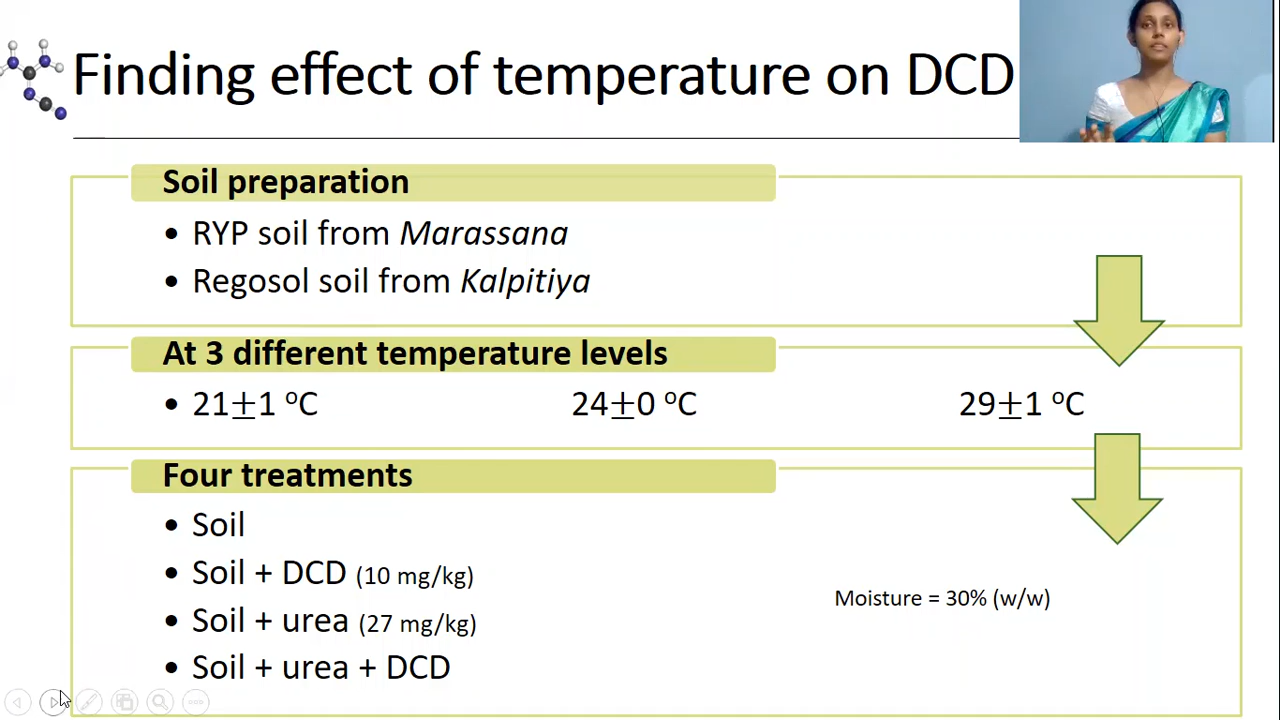 Finding effect of temperature on DCD
Soil preparation
• RYP soil from Marassana
• Regosol soil from Kalpitiya
At 3 different temperature levels
• 21±1 ºC 24±0 ºC 29±1 ºC
Four treatments
• Soil
• Soil + DCD (10 mg/kg)
• Soil + urea (27 mg/kg)
• Soil + urea + DCD
Moisture = 30% (w/w)